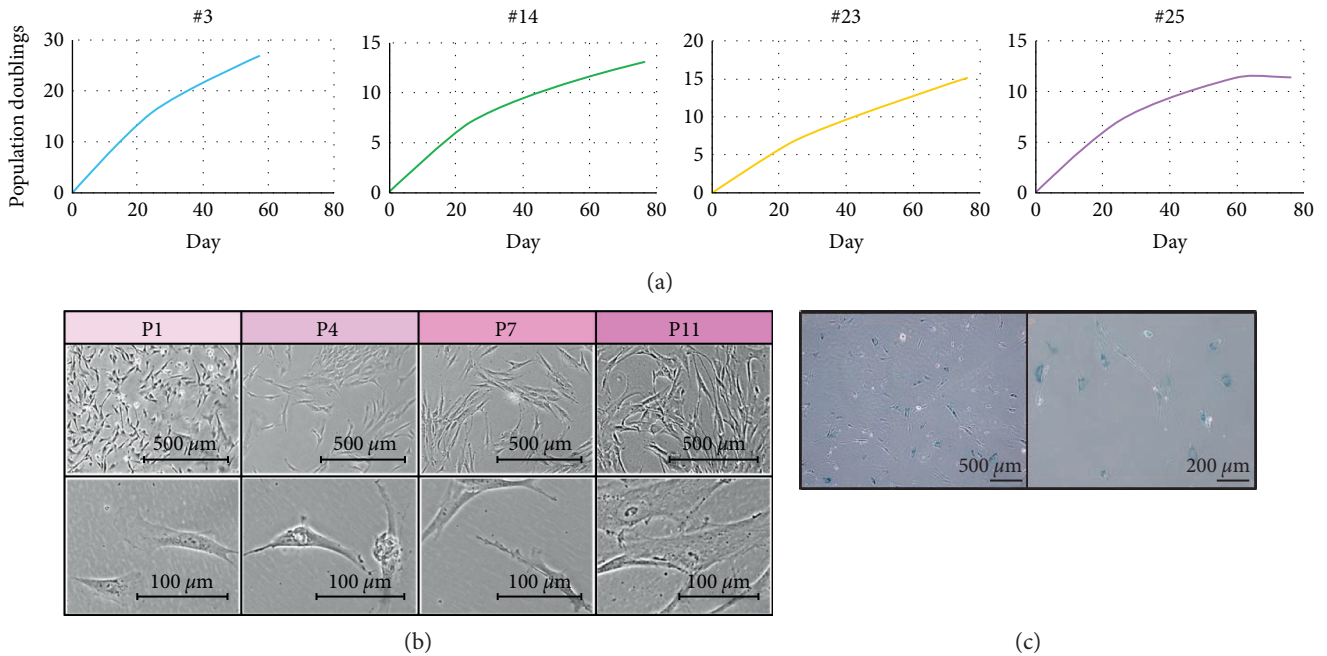 #3
#14
#23
#25
Population doublings
30
20
10
0
0 20 40 60 80
Day
15
10
5
0
0 20 40 60 80
Day
20
15
10
5
0
0 20 40 60 80
Day
15
10
5
0
0 20 40 60 80
Day
(a)
P1 P4 P7 P11
500 µm 500 µm 500 µm 500 µm
100 µm 100 µm 100 µm 100 µm
(b)
500 µm 200 µm
(c)